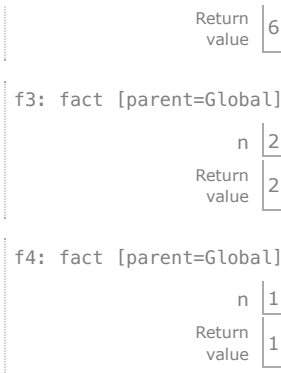 Return
value 6
f3: fact [parent=Global]
n 2
Return
value 2
f4: fact [parent=Global]
n 1
Return
value 1